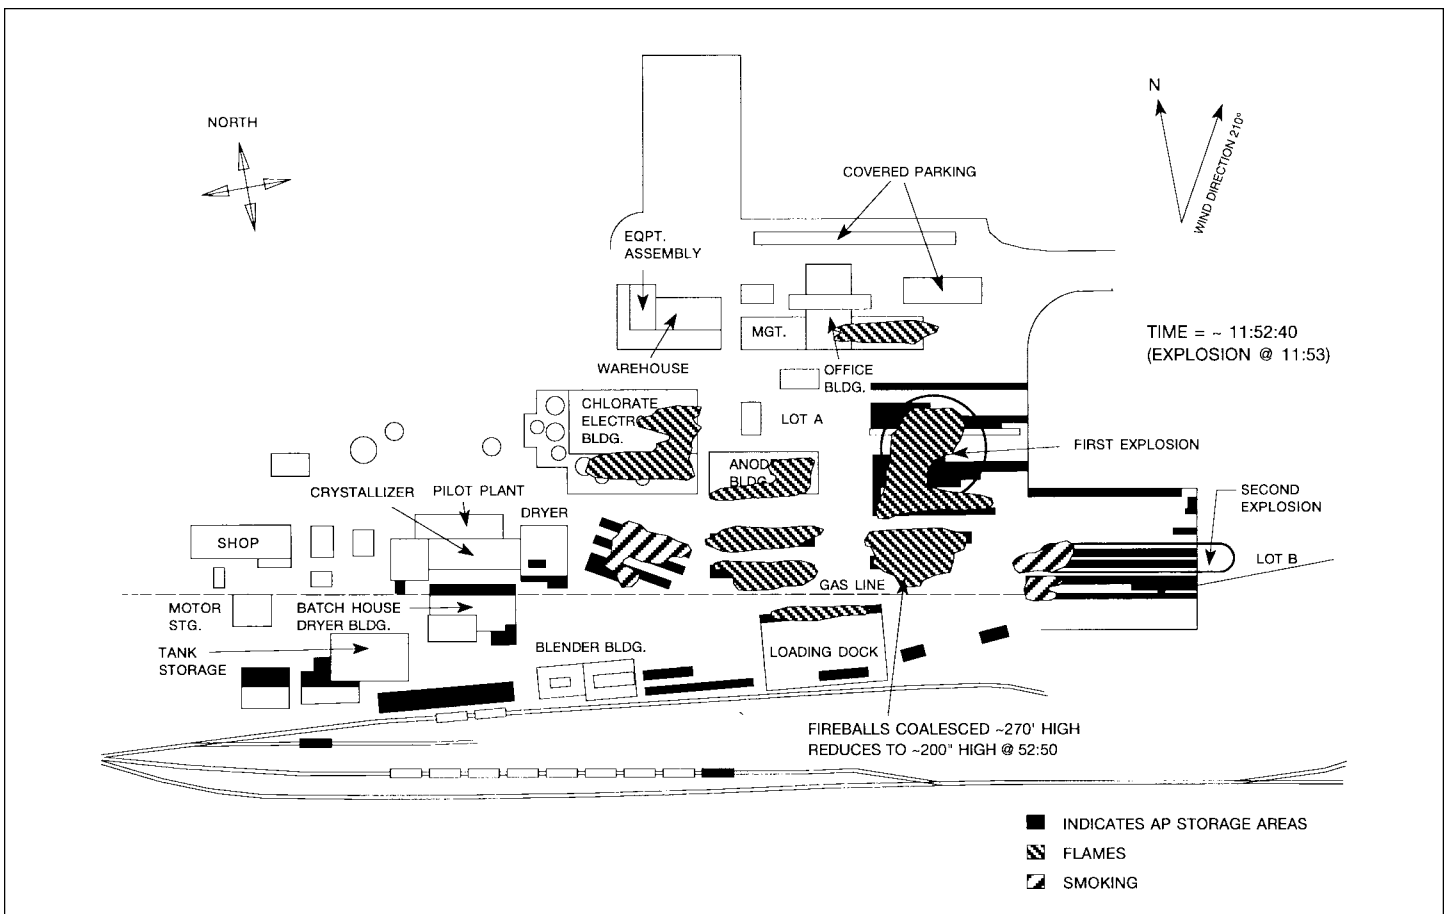 N
NORTH
WIND DIRECTION 210°
COVERED PARKING
EQPT.
ASSEMBLY
MGT.
TIME = ~ 11:52:40
(EXPLOSION @ 11:53)
WAREHOUSE
OFFICE
BLDG.
CHLORATE
ELECTRO
BLDG.
LOT A
FIRST EXPLOSION
ANODE
BLDG.
CRYSTALLIZER
PILOT PLANT
DRYER
SECOND
EXPLOSION
SHOP
LOT B
GAS LINE
MOTOR
STG.
BATCH HOUSE
DRYER BLDG.
TANK
STORAGE
BLENDER BLDG.
LOADING DOCK
FIREBALLS COALESCED ~270' HIGH
REDUCES TO ~200" HIGH @ 52:50
INDICATES AP STORAGE AREAS
FLAMES
SMOKING